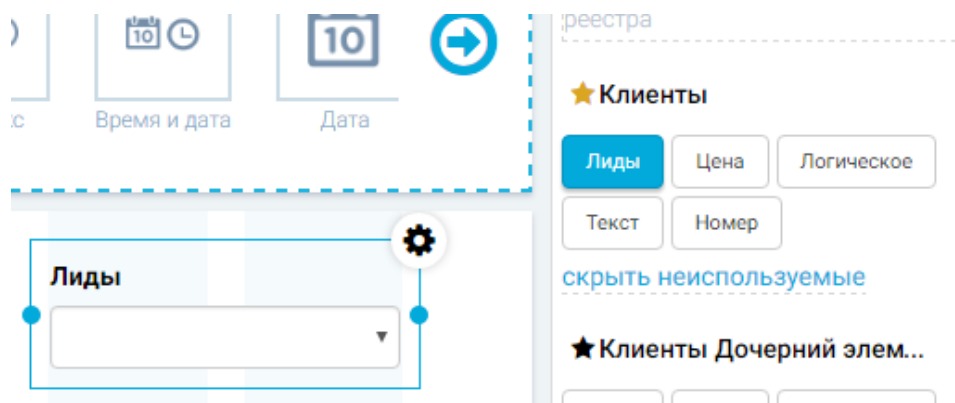 10
10
Время и дата
Дата
Лиды
реестра
Клиенты
Лиды
Цена
Логическое
Текст
Номер
скрыть неиспользуемые
Клиенты Дочерний элем...